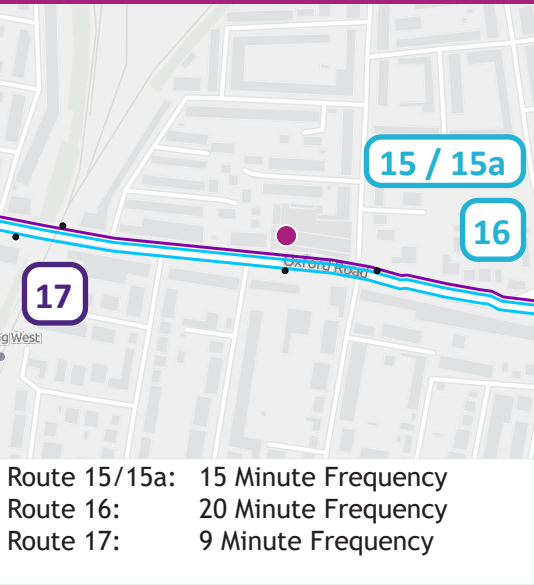 15 / 15a
16
Oxford Road
17
g West
Route 15/15a: 15 Minute Frequency
Route 16: 20 Minute Frequency
Route 17: 9 Minute Frequency